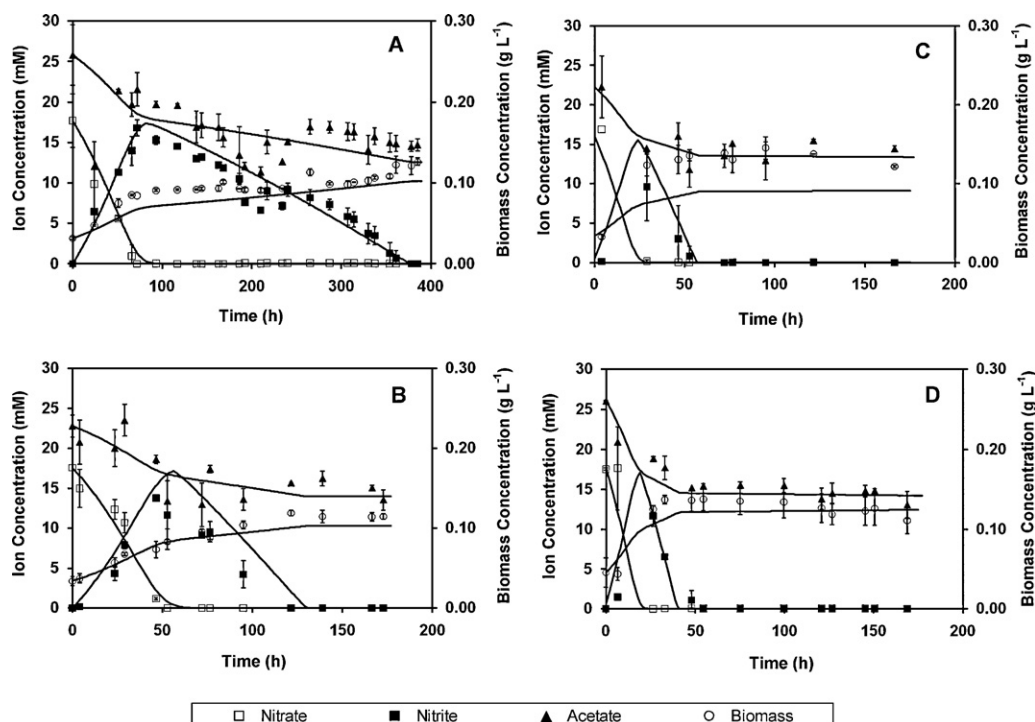 A
30
25
20
15
10
5
0
Ion Concentration (mM)
0.30
0.20
0.10
0.00
Biomass Concentration (g L-1)
0 100 200 300 400
Time (h)
C
30
25
20
15
10
5
0
Ion Concentration (mM)
0.30
0.20
0.10
0.00
Biomass Concentration (g L-1)
0 50 100 150 200
Time (h)
B
30
25
20
15
10
5
0
Ion Concentration (mM)
0.30
0.20
0.10
0.00
Biomass Concentration (g L-1)
0 50 100 150 200
Time (h)
D
30
25
20
15
10
5
0
Ion Concentration (mM)
0.30
0.20
0.10
0.00
Biomass Concentration (g L-1)
0 50 100 150 200
Time (h)
Nitrate Nitrite Acetate Biomass